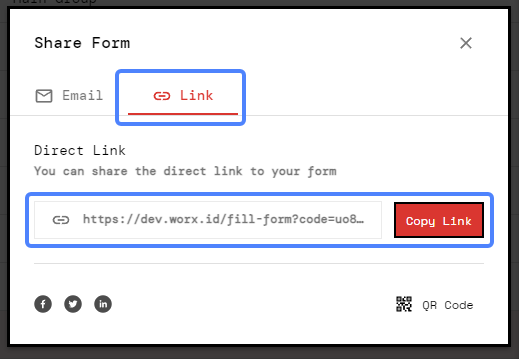 Main Group
Share Form
Email
Link
Direct Link
You can share the direct link to your form
https://dev.worx.id/fill-form?code=uo8…
Copy Link
QR Code